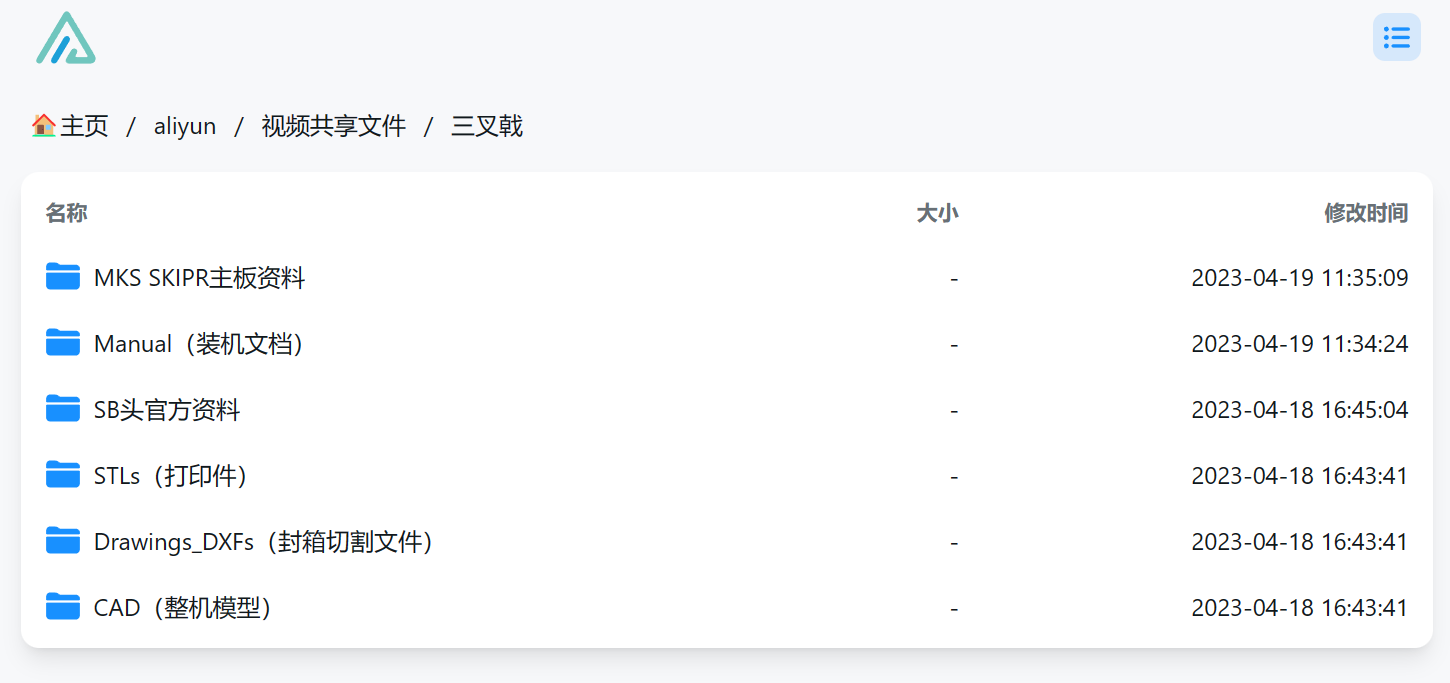 主页 / aliyun / 视频共享文件 / 三叉戟
名称 大小 修改时间
MKS SKIPR主板资料 - 2023-04-19 11:35:09
Manual（装机文档） - 2023-04-19 11:34:24
SB头官方资料 - 2023-04-18 16:45:04
STLs（打印件） - 2023-04-18 16:43:41
Drawings_DXFs（封箱切割文件） - 2023-04-18 16:43:41
CAD（整机模型） - 2023-04-18 16:43:41